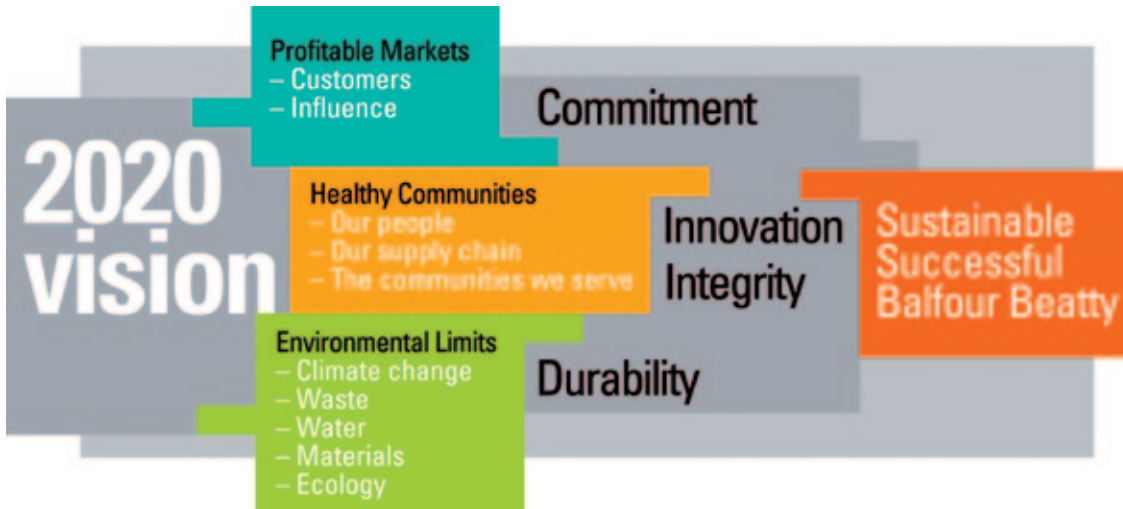 2020
vision
Profitable Markets
– Customers
– Influence
Healthy Communities
– Our people
– Our supply chain
– The communities we serve
Environmental Limits
– Climate change
– Waste
– Water
– Materials
– Ecology
Commitment
Innovation
Integrity
Durability
Sustainable
Successful
Balfour Beatty